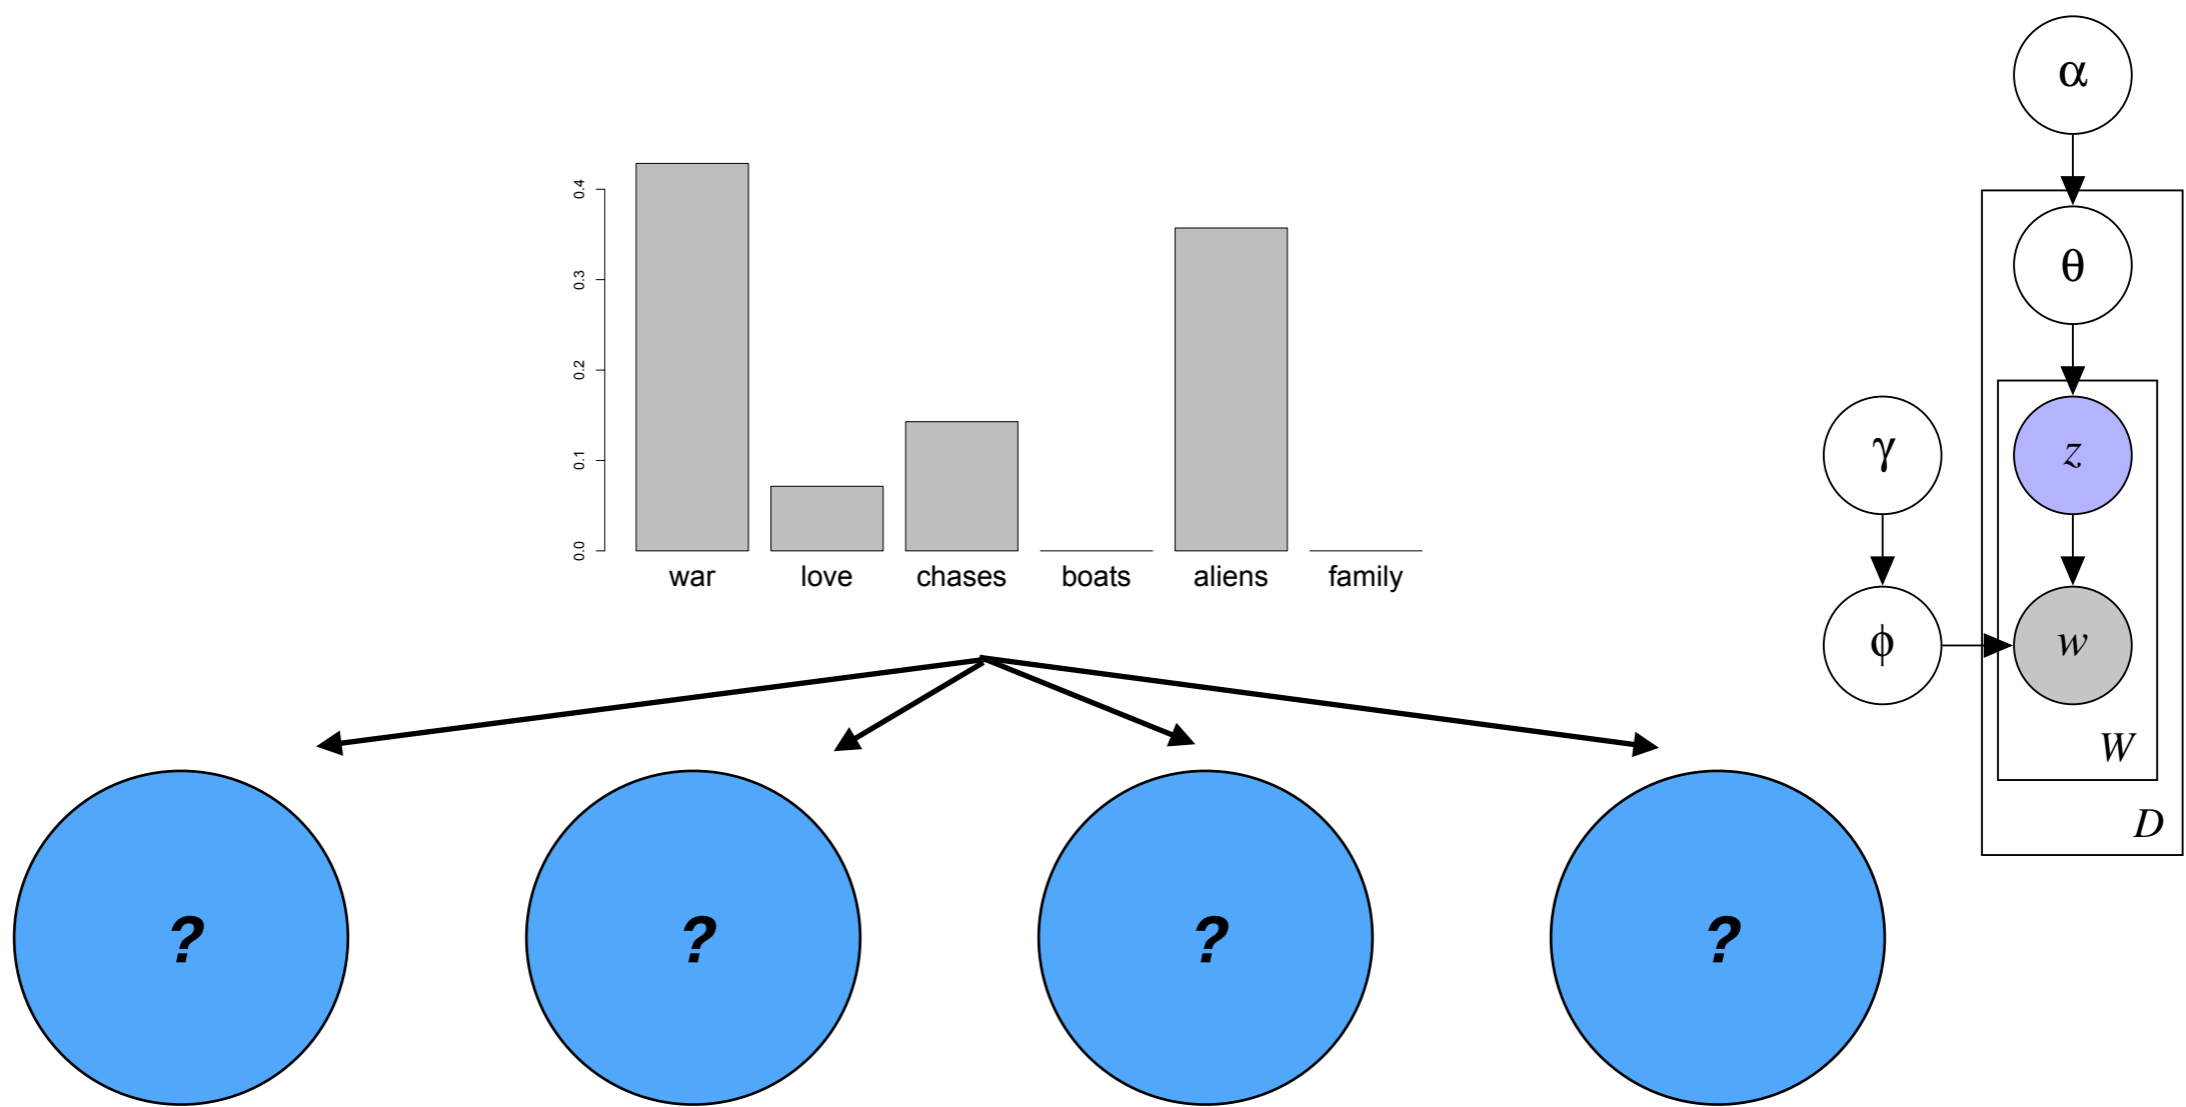 α
θ
γ
z
ϕ
w
W
D
0.4
0.3
0.2
0.1
0.0
war love chases boats aliens family
? ? ? ?